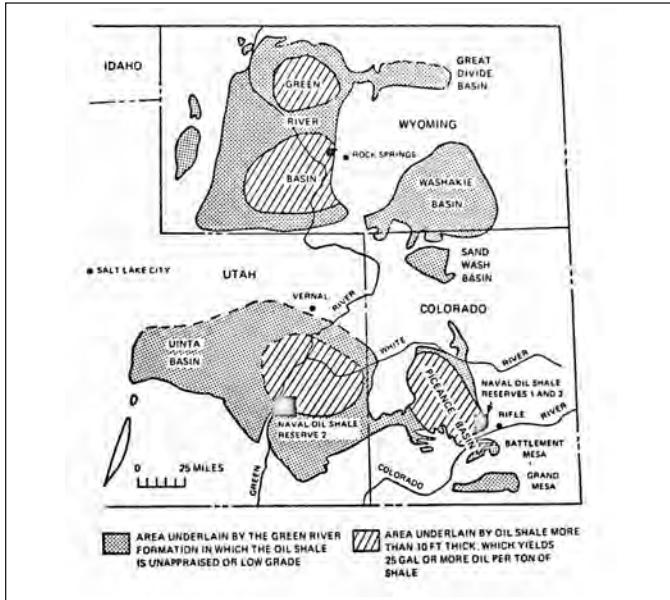 IDAHO
GREAT
DIVIDE
BASIN
GREEN
RIVER
WYOMING
ROCK SPRINGS
BASIN
WASHAKIE
BASIN
SAND
WASH
BASIN
SALT LAKE CITY
UTAH
VERNAL
RIVER
COLORADO
UINTA
BASIN
WHITE
RIVER
PICEANCE
BASIN
NAVAL OIL SHALE
RESERVES 1 AND 3
RIFLE
RIVER
NAVAL OIL SHALE
RESERVE 2
BATTLEMENT
MESA
GRAND
MESA
0 25 MILES
GREEN
COLORADO
AREA UNDERLAIN BY THE GREEN RIVER
FORMATION IN WHICH THE OIL SHALE
IS UNAPPRAISED OR LOW GRADE
AREA UNDERLAIN BY OIL SHALE MORE
THAN 10 FT THICK, WHICH YIELDS
25 GAL OR MORE OIL PER TON OF
SHALE